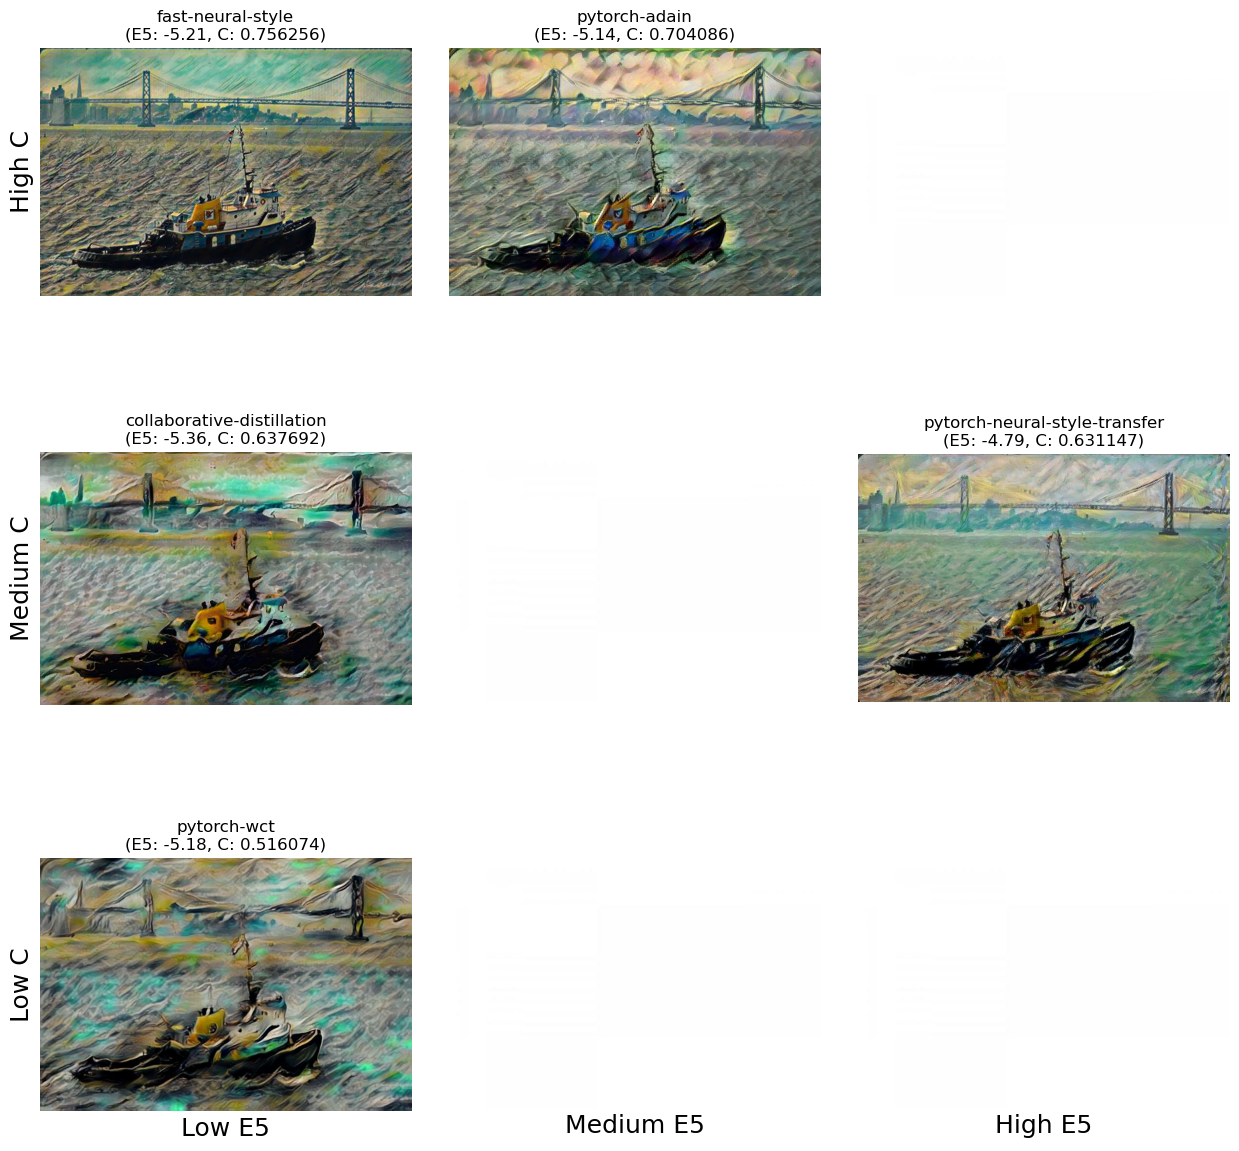 fast-neural-style
(E5: -5.21, C: 0.756256)
pytorch-adain
(E5: -5.14, C: 0.704086)
High C
collaborative-distillation
(E5: -5.36, C: 0.637692)
pytorch-neural-style-transfer
(E5: -4.79, C: 0.631147)
Medium C
pytorch-wct
(E5: -5.18, C: 0.516074)
Low C
Low E5
Medium E5
High E5